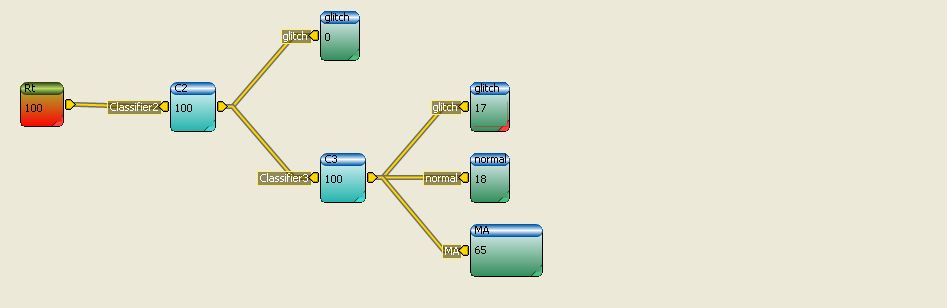 glitch
glitch 0
Rt
100
Classifier2
C2
100
glitch
glitch 17
Classifier3
C3
100
normal
normal 18
MA
MA
65